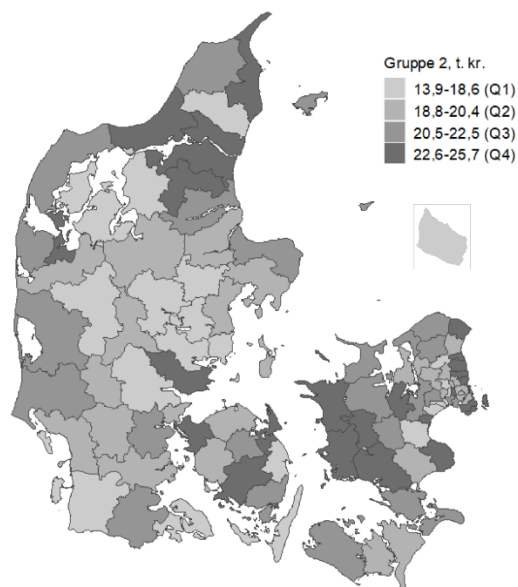 Gruppe 2, t. kr.
13,9-18,6 (Q1)
18,8-20,4 (Q2)
20,5-22,5 (Q3)
22,6-25,7 (Q4)